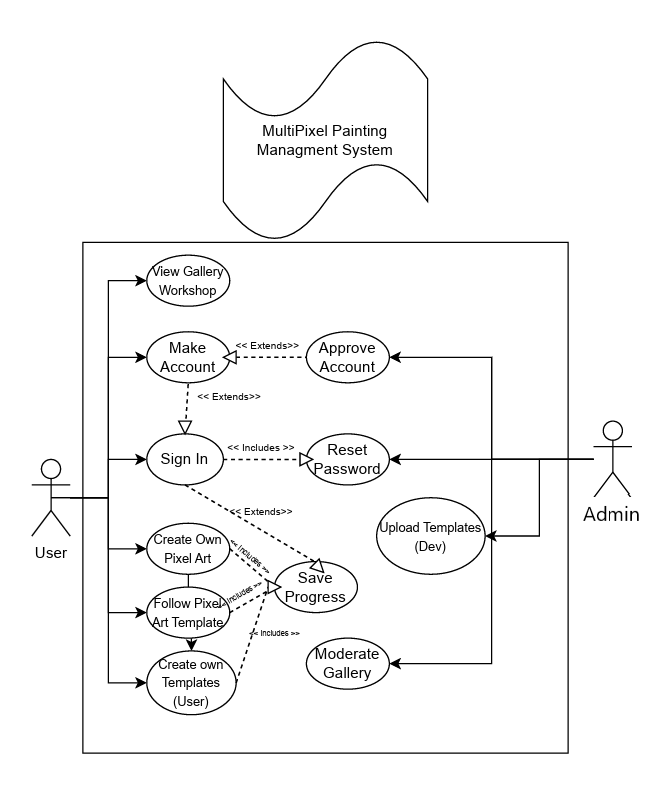 MultiPixel Painting
Managment System
View Gallery
Workshop
Make
Account
<< Extends>>
Approve
Account
<< Extends>>
Sign In
<< Includes >>
Reset
Password
<< Extends>>
User
Admin
Upload Templates
(Dev)
Create Own
Pixel Art
<< Includes >>
Save
Progress
Follow Pixel
Art Template
<< Includes >>
<< Includes >>
Create own
Templates
(User)
Moderate
Gallery